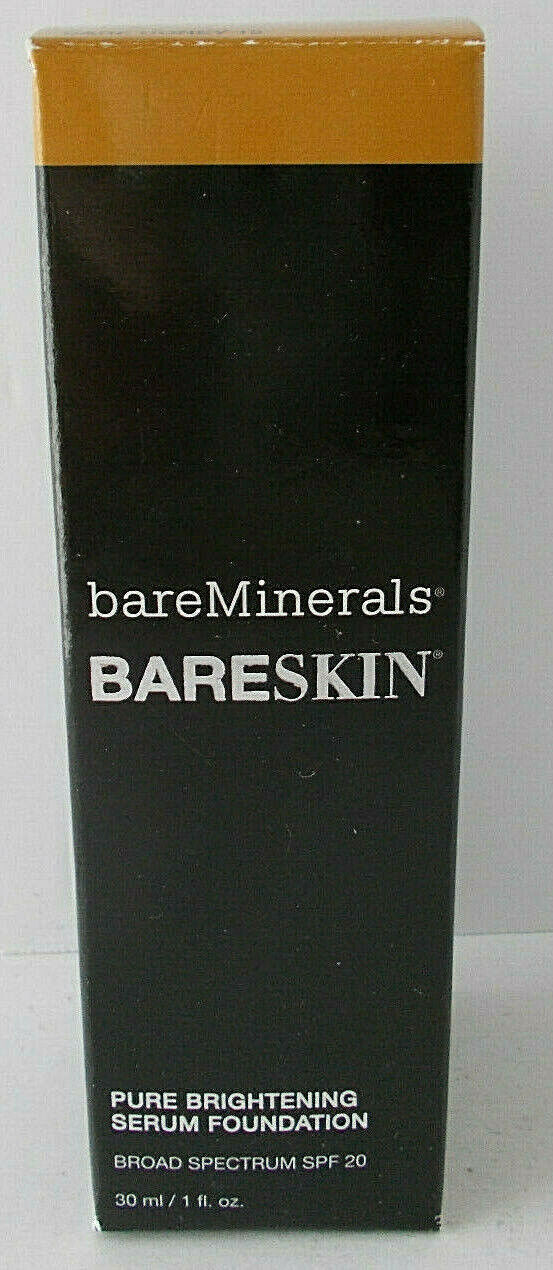 bareMinerals®
BARESKIN®
PURE BRIGHTENING
SERUM FOUNDATION
BROAD SPECTRUM SPF 20
30 ml / 1 fl. oz.